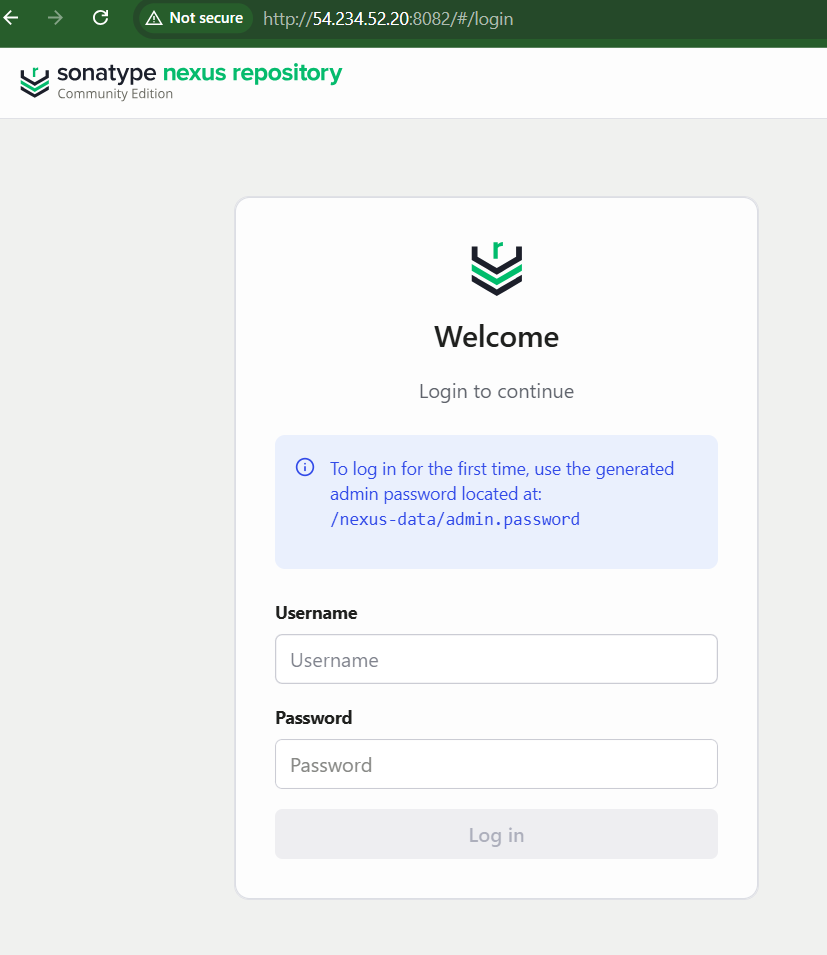 Not secure http://54.234.52.20:8082/#/login
sonatype nexus repository
Community Edition
Welcome
Login to continue
To log in for the first time, use the generated
admin password located at:
/nexus-data/admin.password
Username
Username
Password
Password
Log in